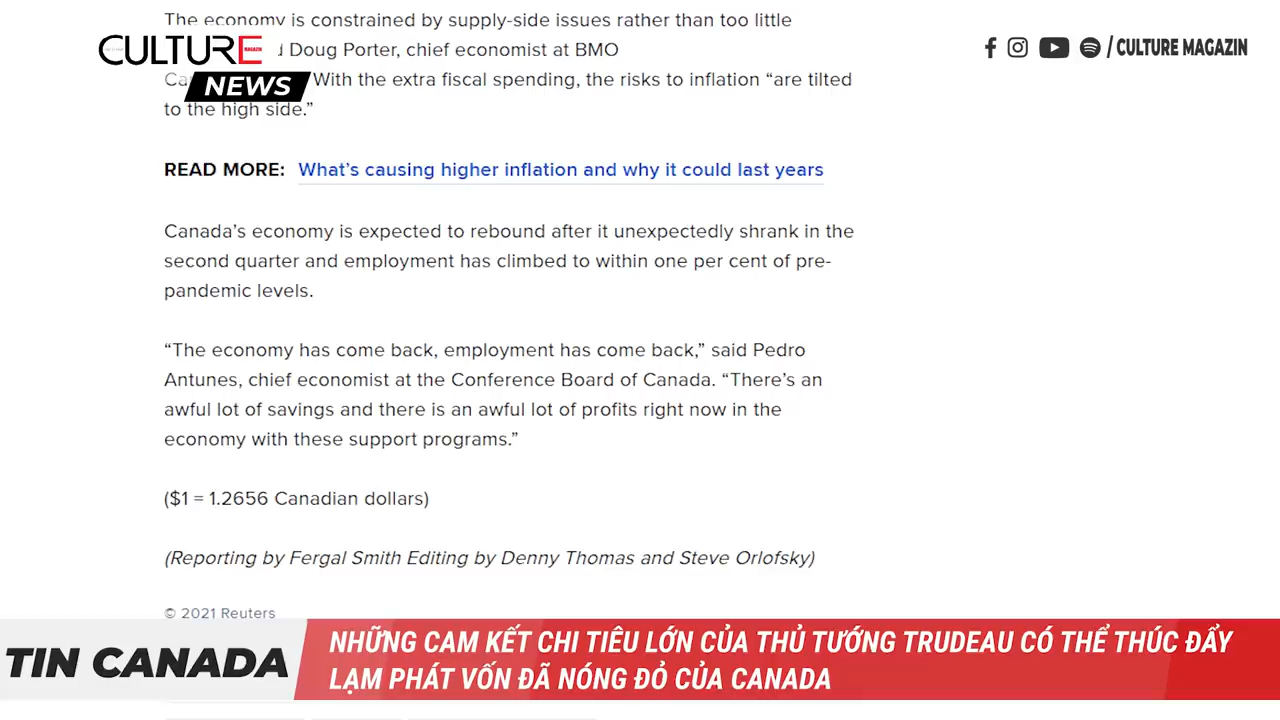 The economy is constrained by supply-side issues rather than too little
CULTURE MAGAZIN
Doug Porter, chief economist at BMO
NEWS
With the extra fiscal spending, the risks to inflation “are tilted
to the high side.”
/ CULTURE MAGAZIN
READ MORE: What’s causing higher inflation and why it could last years
Canada’s economy is expected to rebound after it unexpectedly shrank in the
second quarter and employment has climbed to within one per cent of pre-
pandemic levels.
“The economy has come back, employment has come back,” said Pedro
Antunes, chief economist at the Conference Board of Canada. “There’s an
awful lot of savings and there is an awful lot of profits right now in the
economy with these support programs.”
($1 = 1.2656 Canadian dollars)
(Reporting by Fergal Smith Editing by Denny Thomas and Steve Orlofsky)
© 2021 Reuters
TIN CANADA
NHỮNG CAM KẾT CHI TIÊU LỚN CỦA THỦ TƯỚNG TRUDEAU CÓ THỂ THÚC ĐẨY
LẠM PHÁT VỐN ĐÃ NÓNG ĐỎ CỦA CANADA